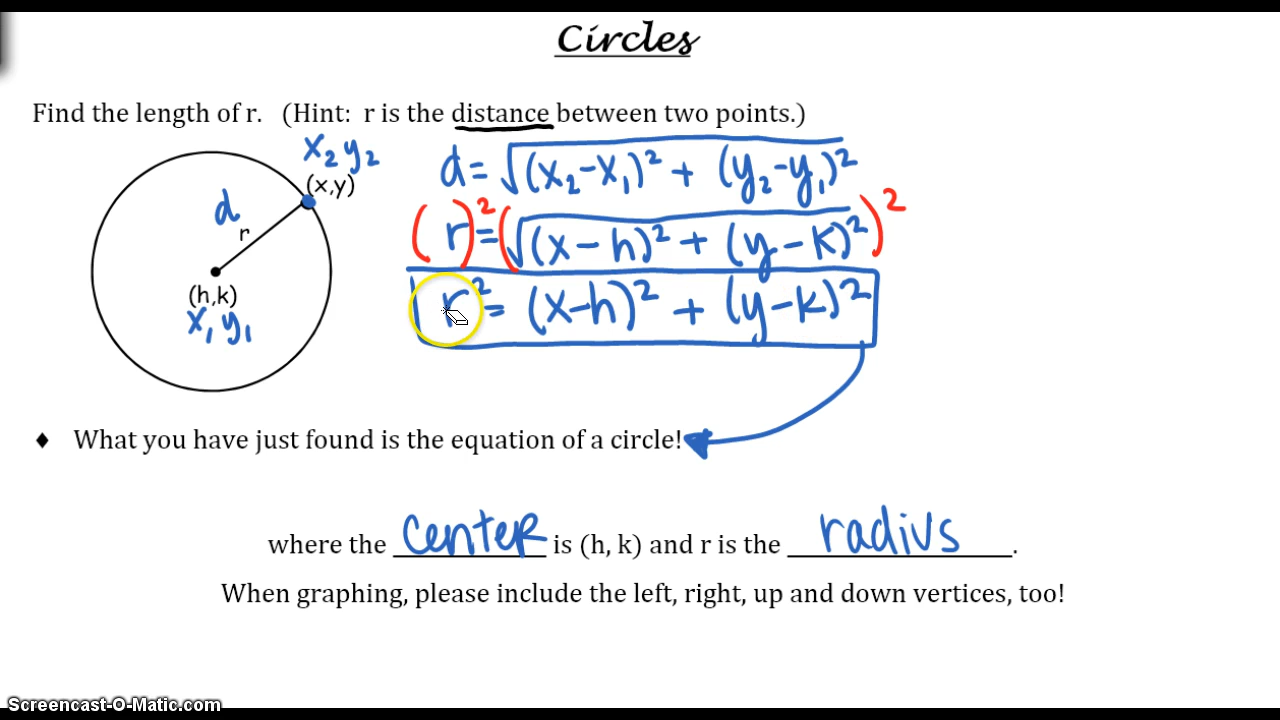 Circles
Find the length of r. (Hint: r is the distance between two points.)
x₂ y₂
(x,y)
d
r
(h,k)
x₁ y₁
d = √(x₂-x₁)² + (y₂-y₁)²
(r)² = (√(x-h)² + (y-k)²)²
r² = (x-h)² + (y-k)²
♦ What you have just found is the equation of a circle!
where the center is (h, k) and r is the radius.
When graphing, please include the left, right, up and down vertices, too!
Screencast-O-Matic.com